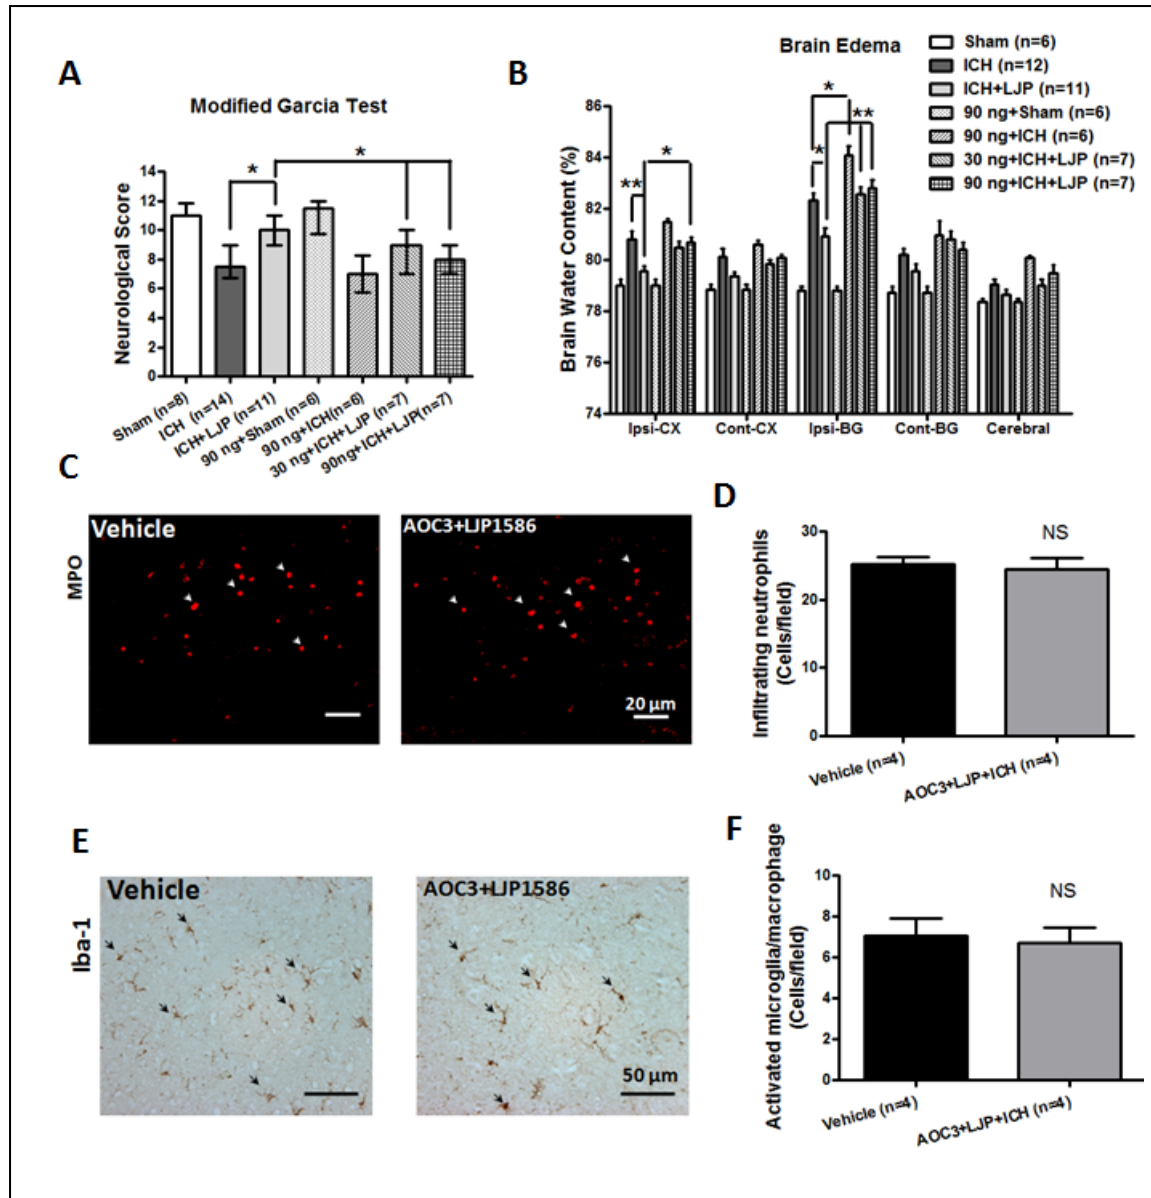 A
Modified Garcia Test
Neurological Score
14
12
10
8
6
4
2
0
*
*
Sham (n=8)
ICH (n=14)
ICH+LJP (n=11)
90 ng+Sham (n=6)
90 ng+ICH(n=6)
30 ng+ICH+LJP (n=7)
90ng+ICH+LJP(n=7)
B
Brain Edema
Sham (n=6)
ICH (n=12)
ICH+LJP (n=11)
90 ng+Sham (n=6)
90 ng+ICH (n=6)
30 ng+ICH+LJP (n=7)
90 ng+ICH+LJP (n=7)
Brain Water Content (%)
86
84
82
80
78
76
74
**
*
*
*
**
Ipsi-CX
Cont-CX
Ipsi-BG
Cont-BG
Cerebral
C
MPO
Vehicle
AOC3+LJP1586
20 µm
D
Infiltrating neutrophils
(Cells/field)
30
20
10
0
NS
Vehicle (n=4)
AOC3+LJP+ICH (n=4)
E
Iba-1
Vehicle
AOC3+LJP1586
50 µm
F
Activated microglia/macrophage
(Cells/field)
10
8
6
4
2
0
NS
Vehicle (n=4)
AOC3+LJP+ICH (n=4)